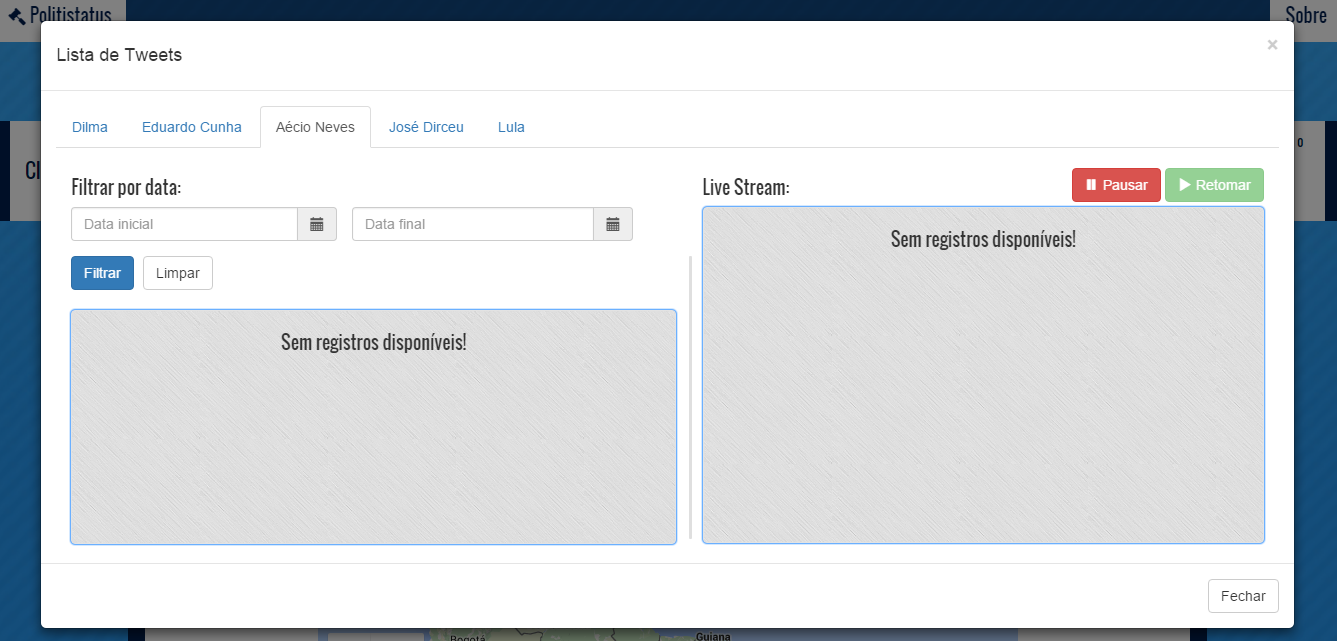 Politistatus
Sobre
Lista de Tweets
×
Dilma Eduardo Cunha Aécio Neves José Dirceu Lula
Filtrar por data:
Data inicial Data final
Filtrar Limpar
Sem registros disponíveis!
Live Stream:
Pausar Retomar
Sem registros disponíveis!
Fechar
Bogotá
Guiana